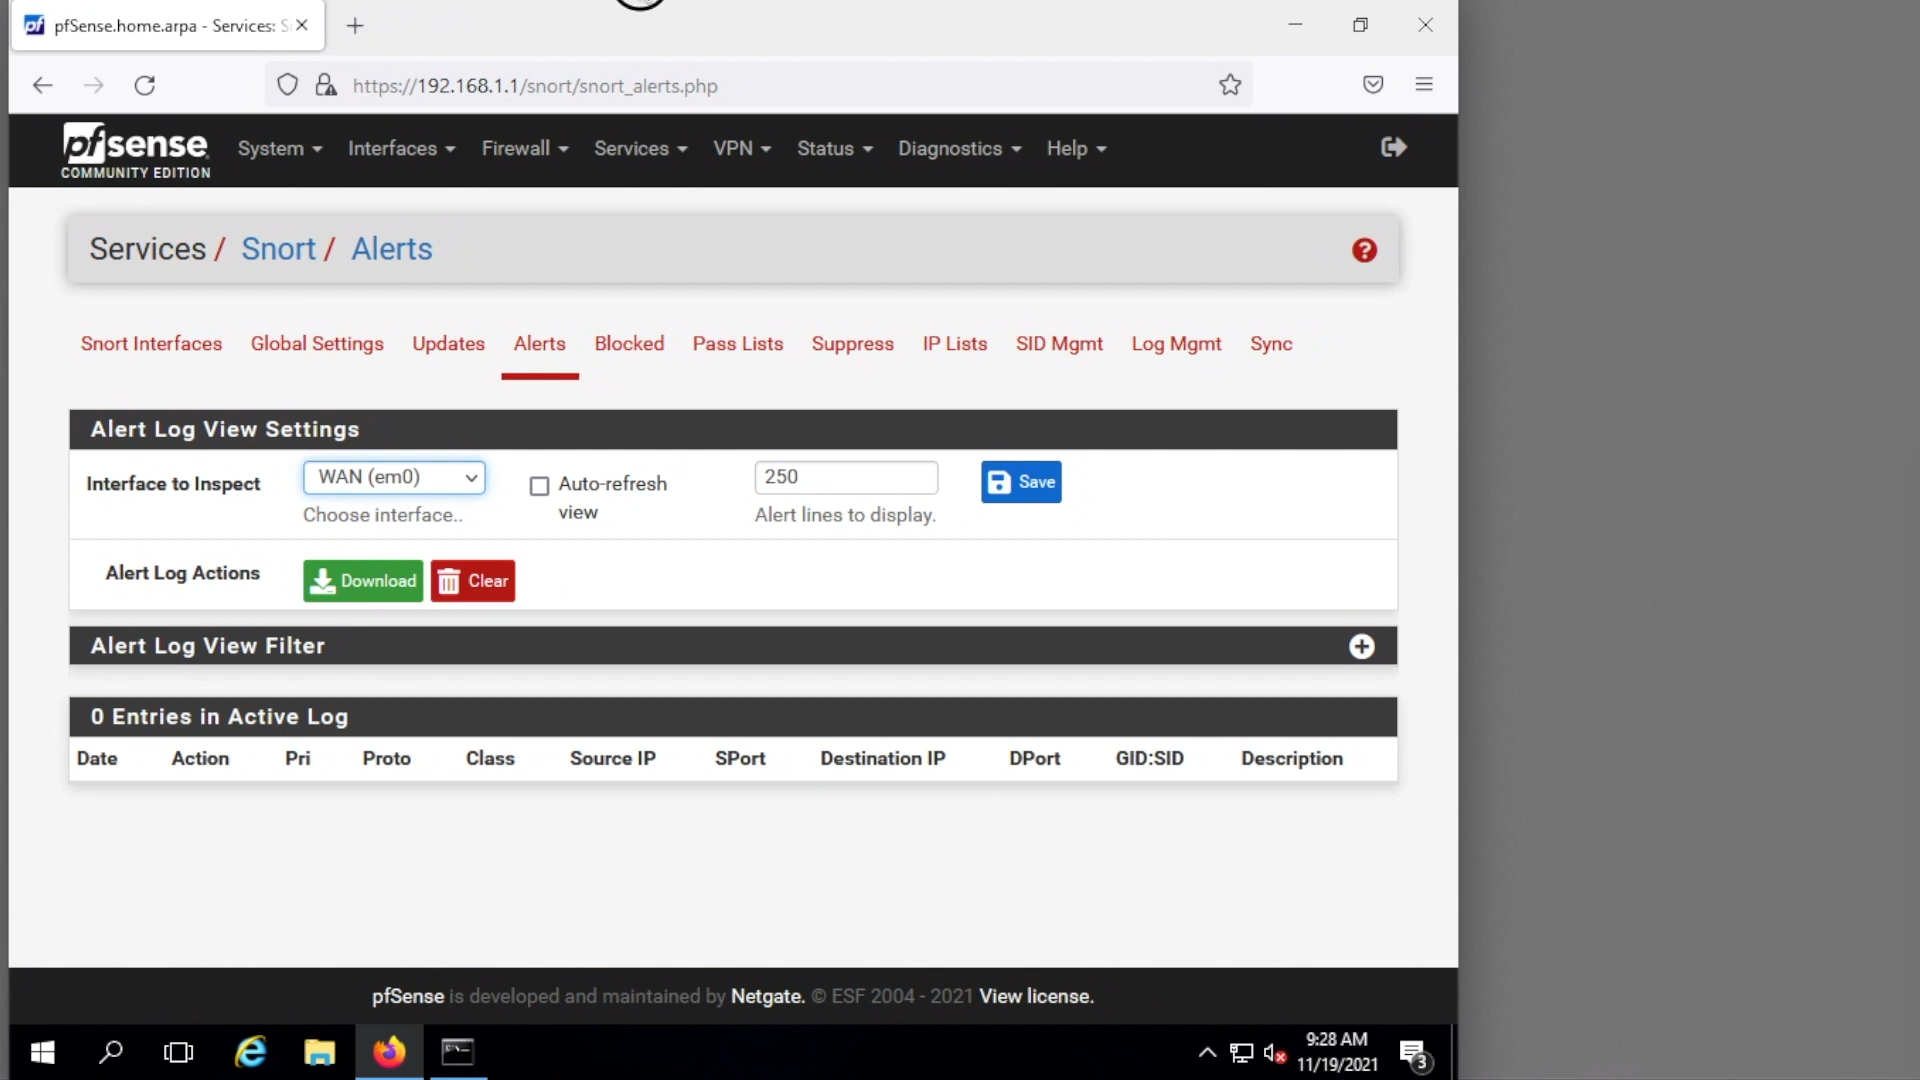 pfSense.home.arpa - Services: S
https://192.168.1.1/snort/snort_alerts.php
pfsense
COMMUNITY EDITION
System Interfaces Firewall Services VPN Status Diagnostics Help
Services / Snort / Alerts
Snort Interfaces Global Settings Updates Alerts Blocked Pass Lists Suppress IP Lists SID Mgmt Log Mgmt Sync
Alert Log View Settings
Interface to Inspect WAN (em0) Auto-refresh view 250 Save
Choose interface.. Alert lines to display.
Alert Log Actions Download Clear
Alert Log View Filter
0 Entries in Active Log
Date Action Pri Proto Class Source IP SPort Destination IP DPort GID:SID Description
pfSense is developed and maintained by Netgate. © ESF 2004 - 2021 View license.
9:28 AM
11/19/2021
3